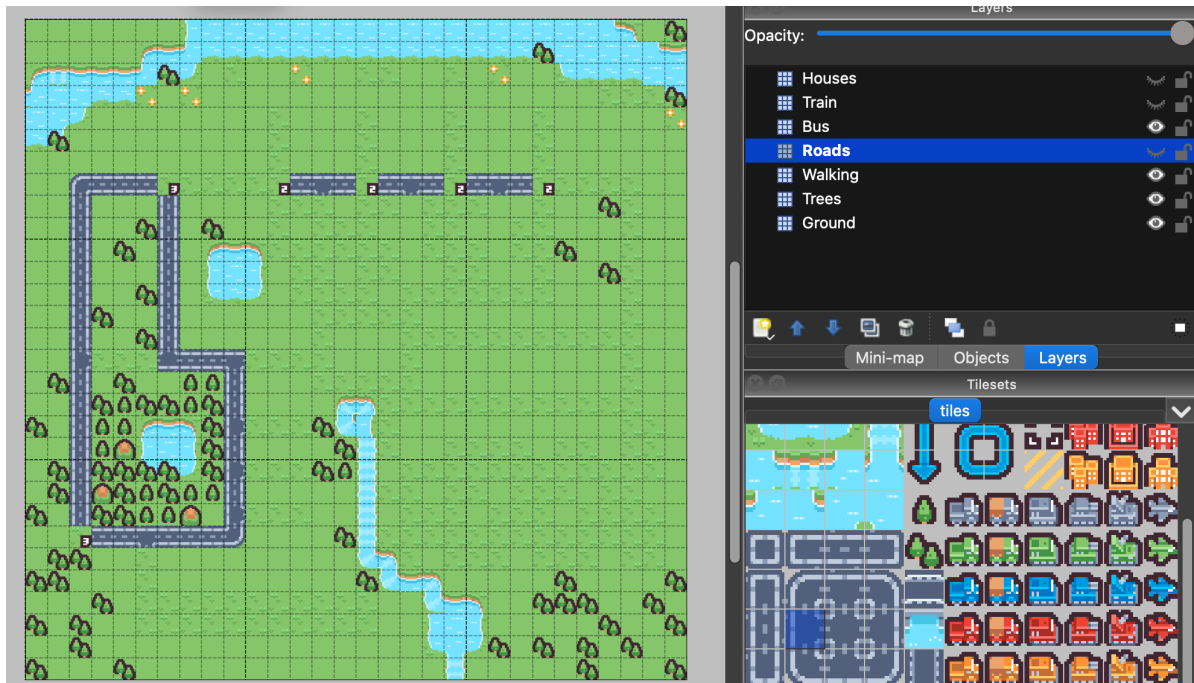 Layers
Opacity:
Houses
Train
Bus
Roads
Walking
Trees
Ground
3
2
2
2
2
3
Mini-map
Objects
Layers
Tilesets
tiles